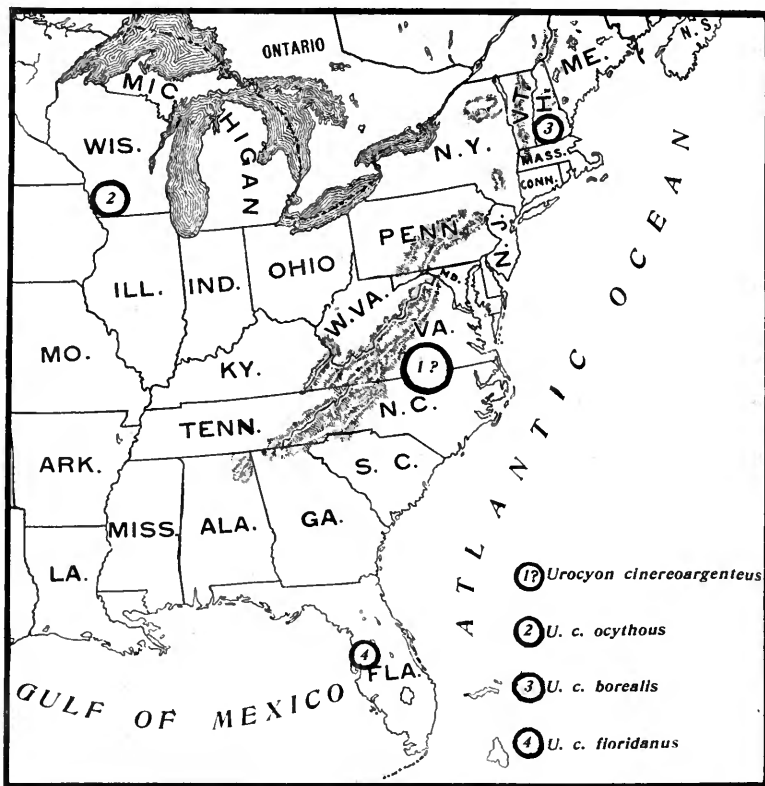 ONTARIO
N.S.
ME.
MICHIGAN
VT.
H.
3
WIS.
N.Y.
MASS.
CONN.
2
PENN.
N.J.
OHIO
ILL.
IND.
MD.
W.VA.
VA.
MO.
KY.
1?
N.C.
TENN.
ARK.
S. C.
MISS.
ALA.
GA.
LA.
ATLANTIC OCEAN
1? Urocyon cinereoargenteus
2 U. c. ocythous
4
FLA.
3 U. c. borealis
GULF OF MEXICO
4 U. c. floridanus